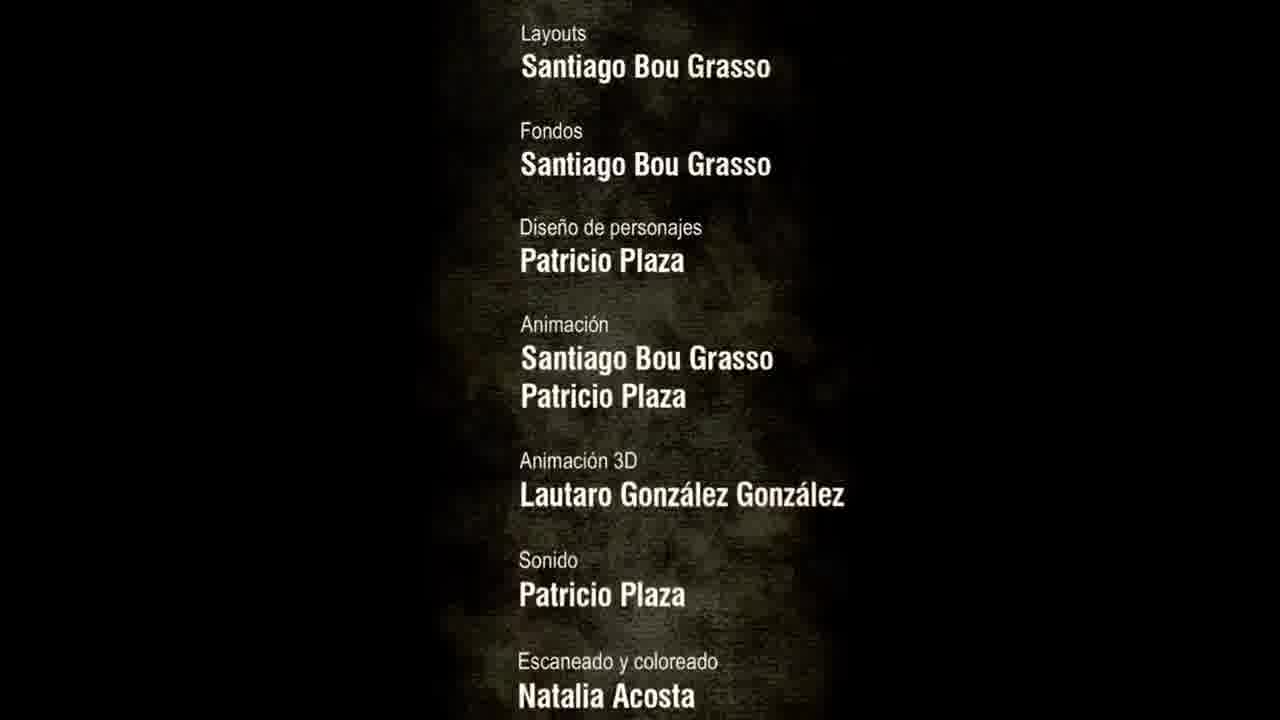 Layouts
Santiago Bou Grasso
Fondos
Santiago Bou Grasso
Diseño de personajes
Patricio Plaza
Animación
Santiago Bou Grasso
Patricio Plaza
Animación 3D
Lautaro González González
Sonido
Patricio Plaza
Escaneado y coloreado
Natalia Acosta